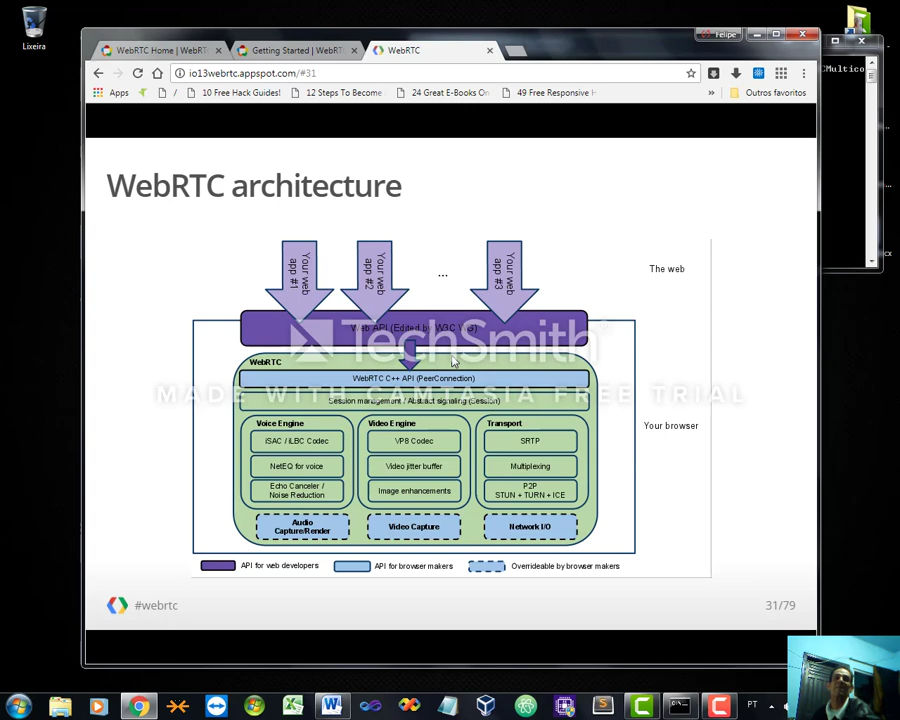 Lixeira
Felipe
WebRTC Home | WebRT
Getting Started | WebRT
WebRTC
io13webrtc.appspot.com/#31
Apps
/
10 Free Hack Guides!
12 Steps To Become
24 Great E-Books On
49 Free Responsive H
»
Outros favoritos
CMultico
WebRTC architecture
Your web app #1
Your web app #2
...
Your web app #3
The web
Web API (Edited by W3C WG)
TechSmith
WebRTC
WebRTC C++ API (PeerConnection)
MADE WITH CAMTASIA FREE TRIAL
Session management / Abstract signaling (Session)
Your browser
Voice Engine
Video Engine
Transport
iSAC / iLBC Codec
VP8 Codec
SRTP
NetEQ for voice
Video jitter buffer
Multiplexing
Echo Canceler /
Noise Reduction
Image enhancements
P2P
STUN + TURN + ICE
Audio
Capture/Render
Video Capture
Network I/O
API for web developers
API for browser makers
Overrideable by browser makers
#webrtc
31/79
PT